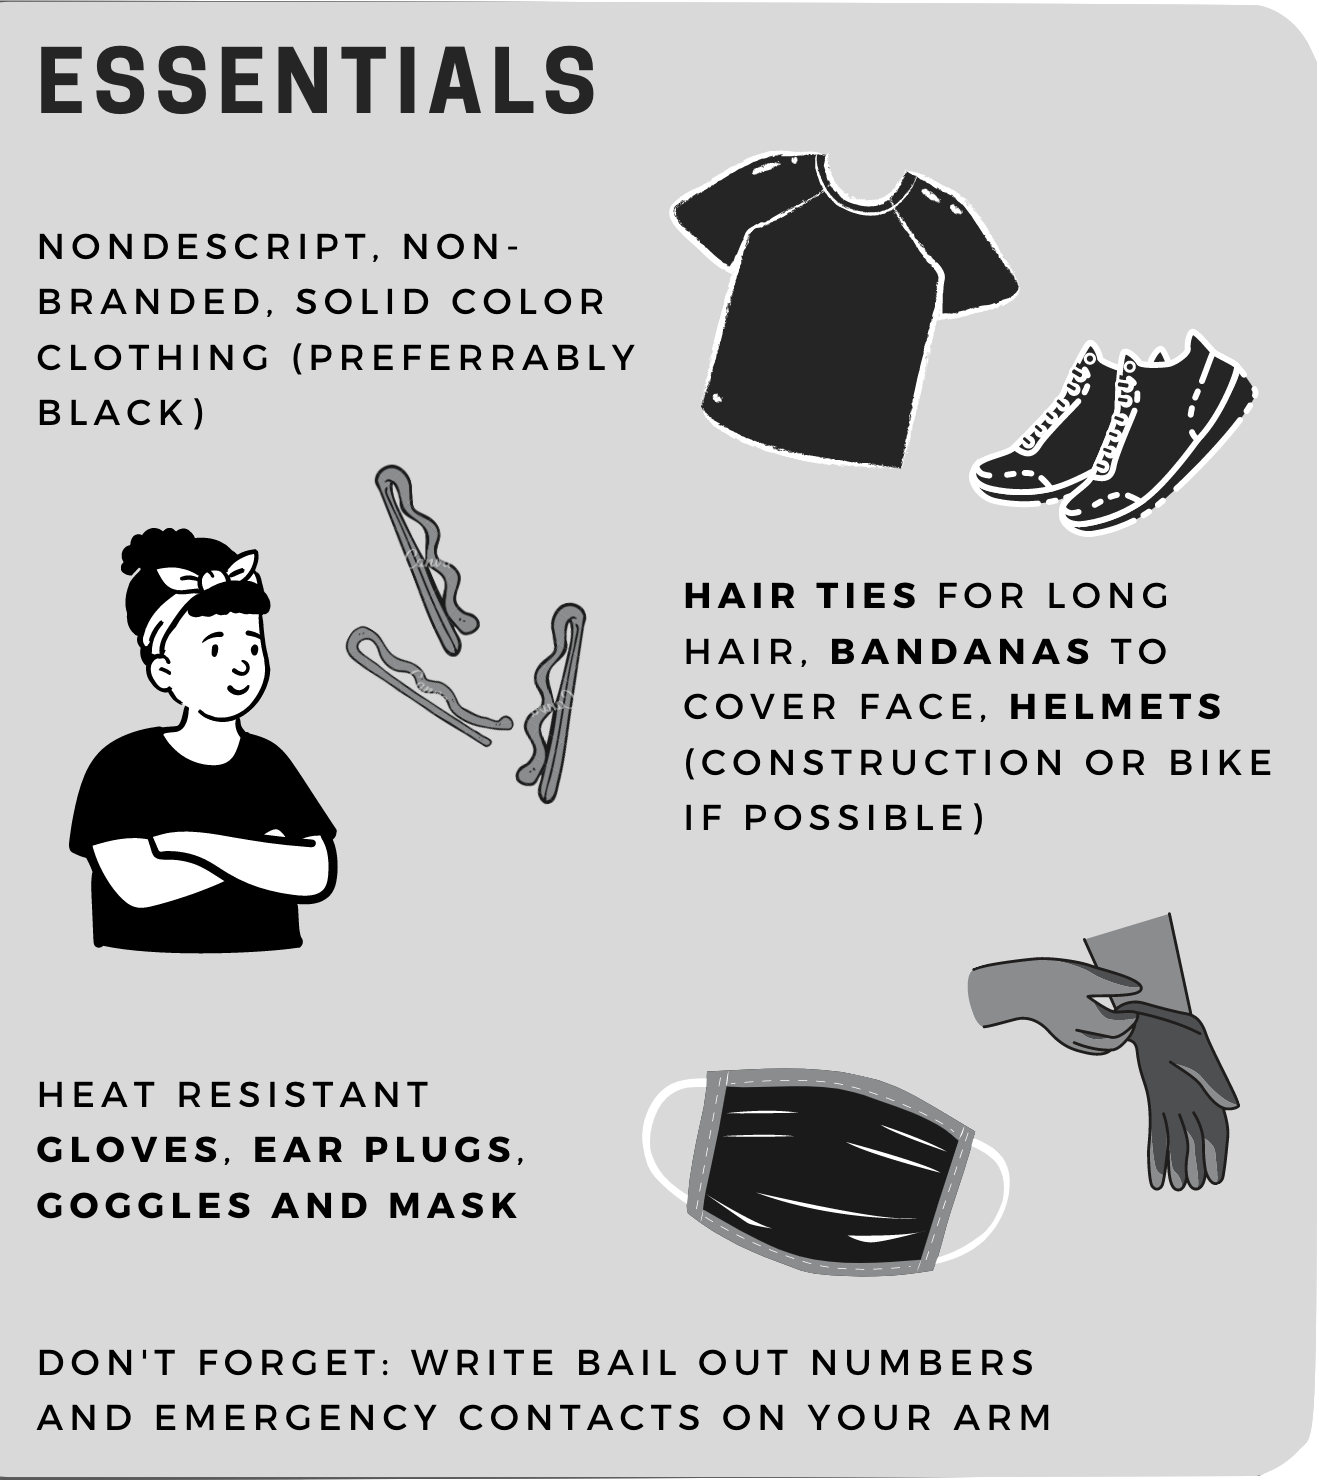 ESSENTIALS
NONDESCRIPT, NON-
BRANDED, SOLID COLOR
CLOTHING (PREFERRABLY
BLACK)
HAIR TIES FOR LONG
HAIR, BANDANAS TO
COVER FACE, HELMETS
(CONSTRUCTION OR BIKE
IF POSSIBLE)
HEAT RESISTANT
GLOVES, EAR PLUGS,
GOGGLES AND MASK
DON'T FORGET: WRITE BAIL OUT NUMBERS
AND EMERGENCY CONTACTS ON YOUR ARM